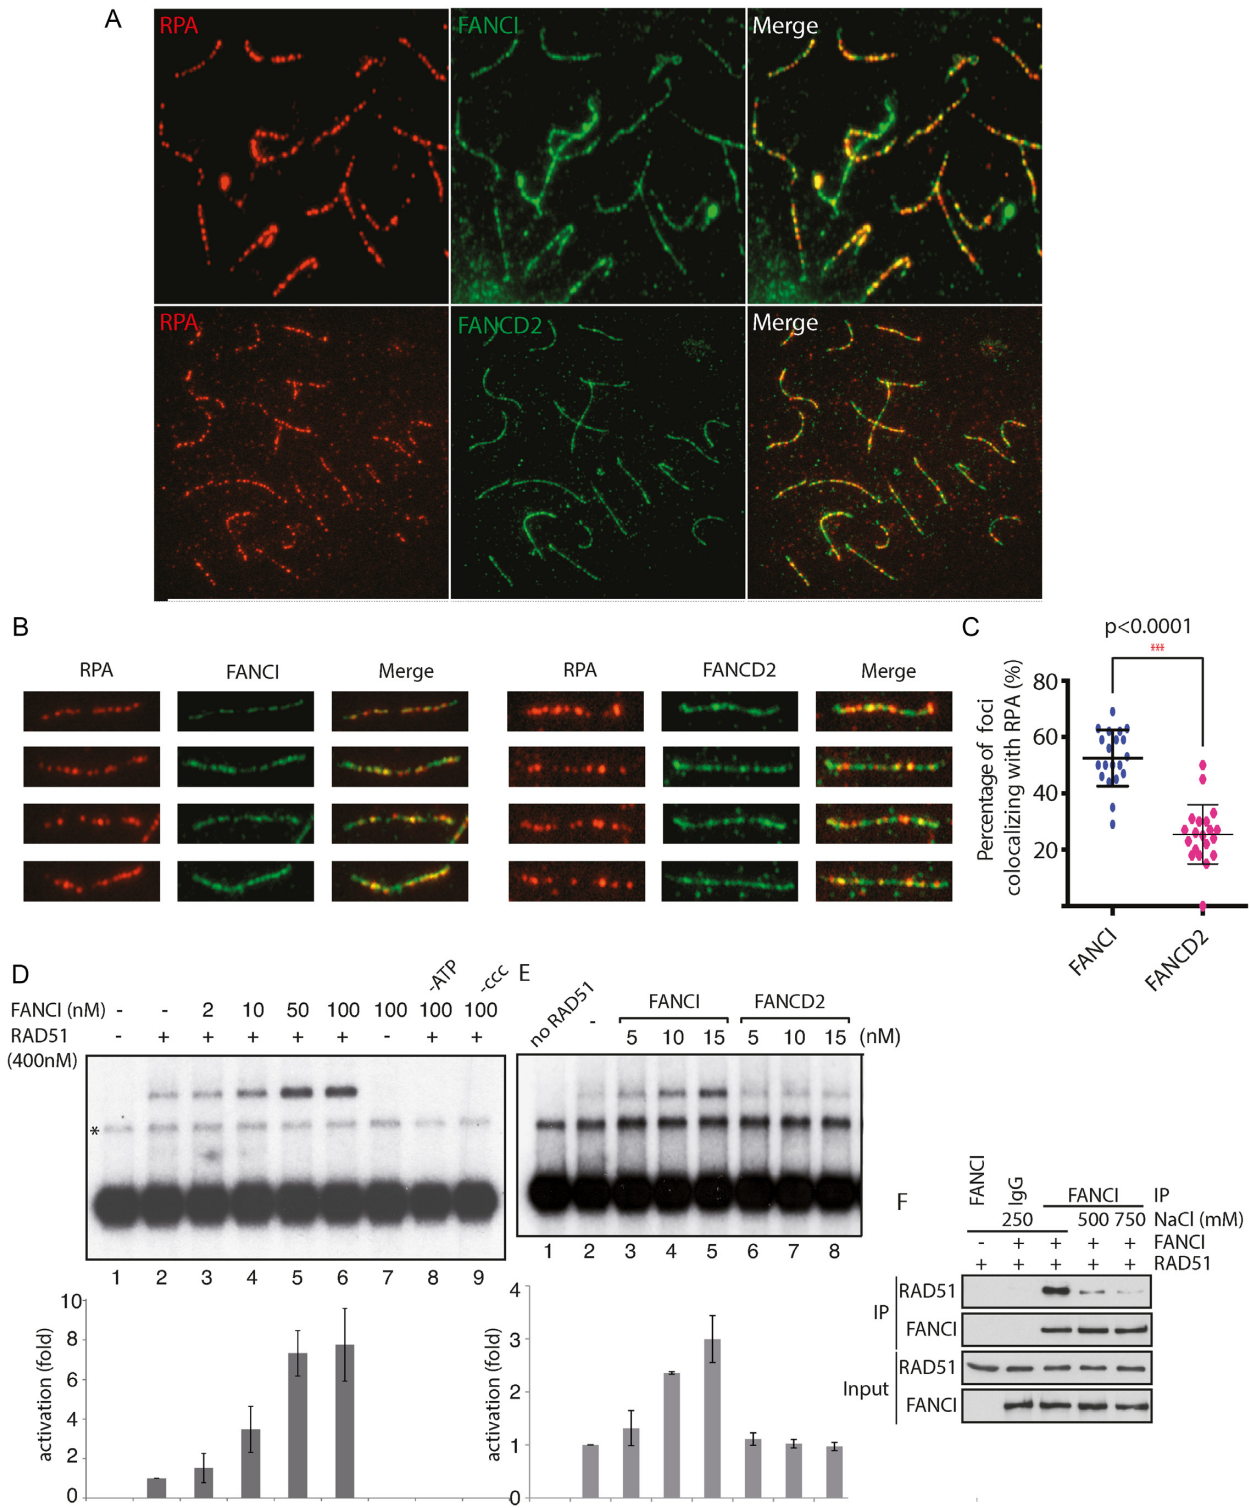 A
RPA FANCI Merge
RPA FANCD2 Merge
B
RPA FANCI Merge RPA FANCD2 Merge
C
p<0.0001
***
Percentage of foci
colocalizing with RPA (%)
80
60
40
20
FANCI FANCD2
D
-ATP -ccc
FANCI (nM) - - 2 10 50 100 100 100 100
RAD51 - + + + + + - + +
(400nM)
*
1 2 3 4 5 6 7 8 9
activation (fold)
10
8
6
4
2
0
E
no RAD51 - FANCI FANCD2
5 10 15 5 10 15 (nM)
1 2 3 4 5 6 7 8
activation (fold)
4
3
2
1
0
F
FANCI IgG FANCI IP
250 500 750 NaCl (mM)
- + + + + FANCI
+ + + + + RAD51
IP
RAD51
FANCI
Input
RAD51
FANCI